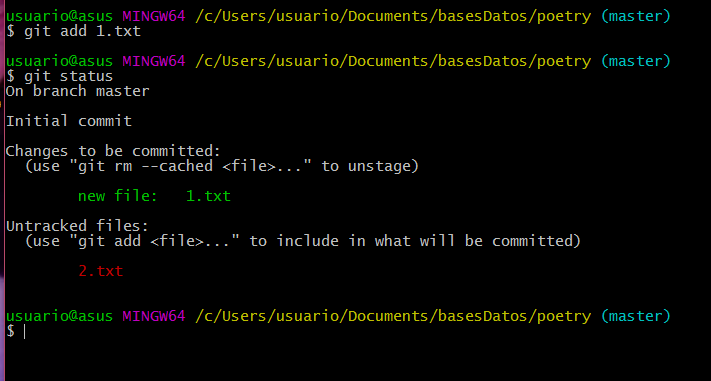 usuario@asus MINGW64 /c/Users/usuario/Documents/basesDatos/poetry (master)
$ git add 1.txt
usuario@asus MINGW64 /c/Users/usuario/Documents/basesDatos/poetry (master)
$ git status
On branch master
Initial commit
Changes to be committed:
  (use "git rm --cached <file>..." to unstage)
        new file:   1.txt
Untracked files:
  (use "git add <file>..." to include in what will be committed)
        2.txt
usuario@asus MINGW64 /c/Users/usuario/Documents/basesDatos/poetry (master)
$